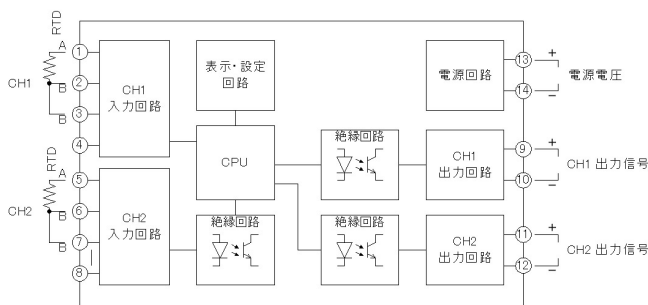 RTD
A
①
B
②
B
③
④
CH1
CH1
入力回路
表示・設定
回路
CPU
電源回路
⑬
+
⑭
−
電源電圧
絶縁回路
CH1
出力回路
⑨
+
⑩
−
CH1 出力信号
RTD
A
⑤
B
⑥
B
⑦
⑧
CH2
CH2
入力回路
絶縁回路
絶縁回路
CH2
出力回路
⑪
+
⑫
−
CH2 出力信号